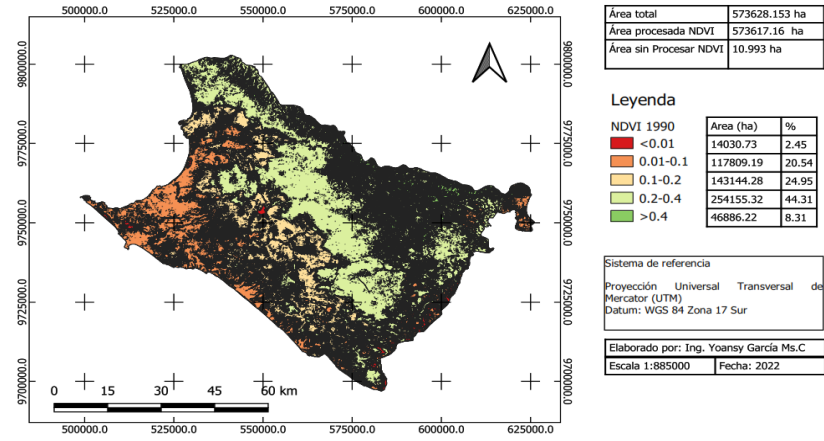 500000.0 525000.0 550000.0 575000.0 600000.0 625000.0
9800000.0
9775000.0
9750000.0
9725000.0
9700000.0
9800000.0
9775000.0
9750000.0
9725000.0
9700000.0
0 15 30 45 60 km
500000.0 525000.0 550000.0 575000.0 600000.0 625000.0
Área total 573628.153 ha
Área procesada NDVI 573617.16 ha
Área sin Procesar NDVI 10.993 ha
Leyenda
NDVI 1990 Area (ha) %
<0.01 14030.73 2.45
0.01-0.1 117809.19 20.54
0.1-0.2 143144.28 24.95
0.2-0.4 254155.32 44.31
>0.4 46886.22 8.31
Sistema de referencia
Proyección Universal Transversal de
Mercator (UTM)
Datum: WGS 84 Zona 17 Sur
Elaborado por: Ing. Yoansy García Ms.C
Escala 1:885000 Fecha: 2022